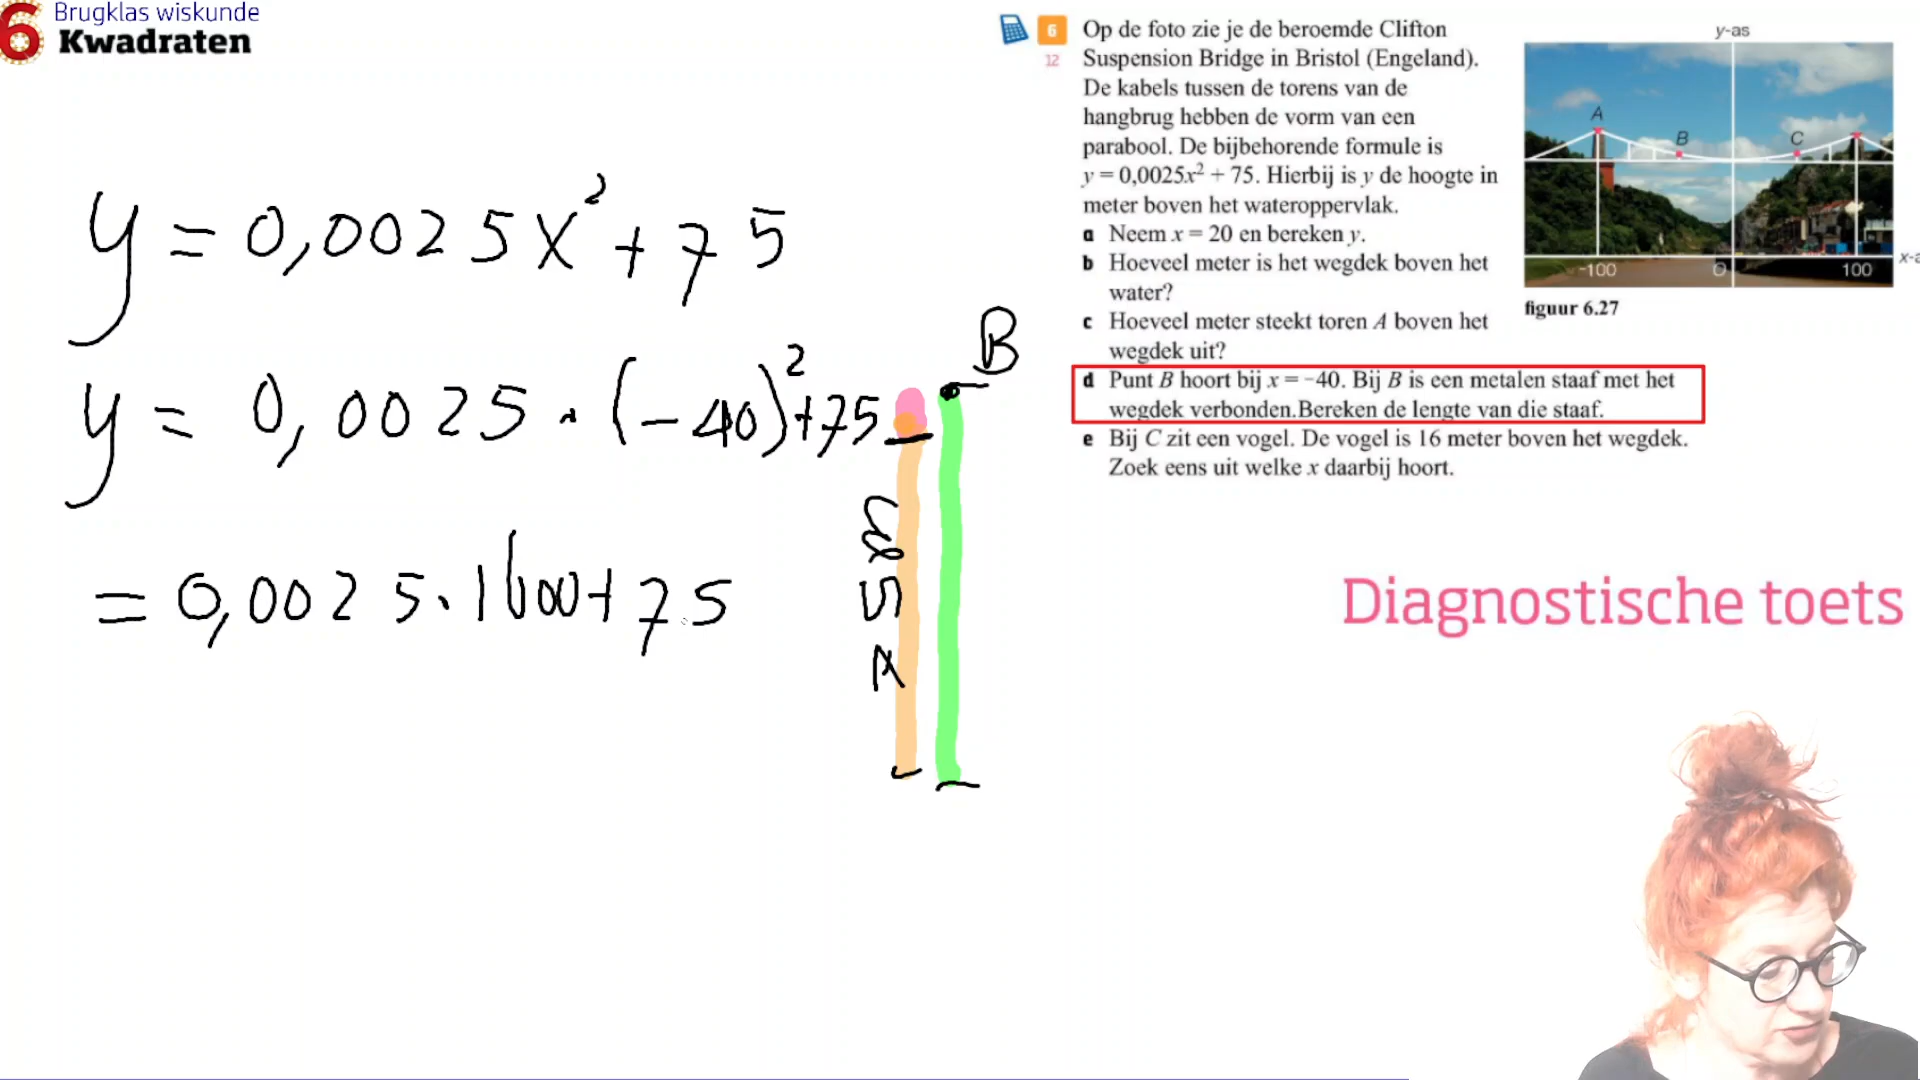 6 Brugklas wiskunde
Kwadraten
6 Op de foto zie je de beroemde Clifton
12 Suspension Bridge in Bristol (Engeland).
De kabels tussen de torens van de
hangbrug hebben de vorm van een
parabool. De bijbehorende formule is
y = 0,0025x² + 75. Hierbij is y de hoogte in
meter boven het wateroppervlak.
a Neem x = 20 en bereken y.
b Hoeveel meter is het wegdek boven het
water?
c Hoeveel meter steekt toren A boven het
wegdek uit?
d Punt B hoort bij x = −40. Bij B is een metalen staaf met het
wegdek verbonden.Bereken de lengte van die staaf.
e Bij C zit een vogel. De vogel is 16 meter boven het wegdek.
Zoek eens uit welke x daarbij hoort.
y-as
A
B
C
-100
O
100
x-a
figuur 6.27
y = 0,0025x² + 75
y = 0,0025 · (−40)² + 75
= 0,0025 · 1600 + 75
B
75 m
Diagnostische toets